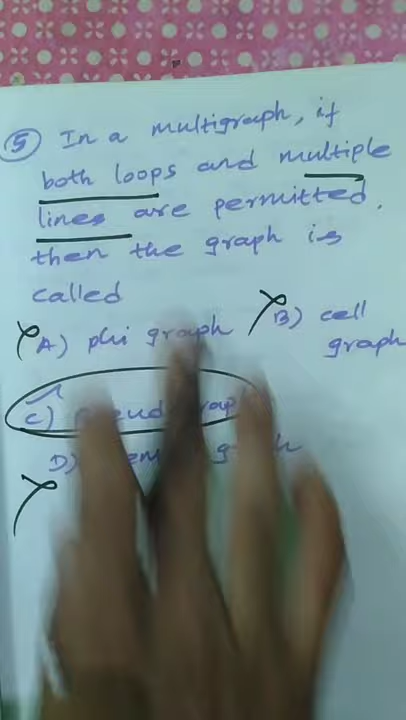 5 In a multigraph, if
both loops and multiple
lines are permitted.
then the graph is
called
A) phi graph B) cell
graph
C)
D)